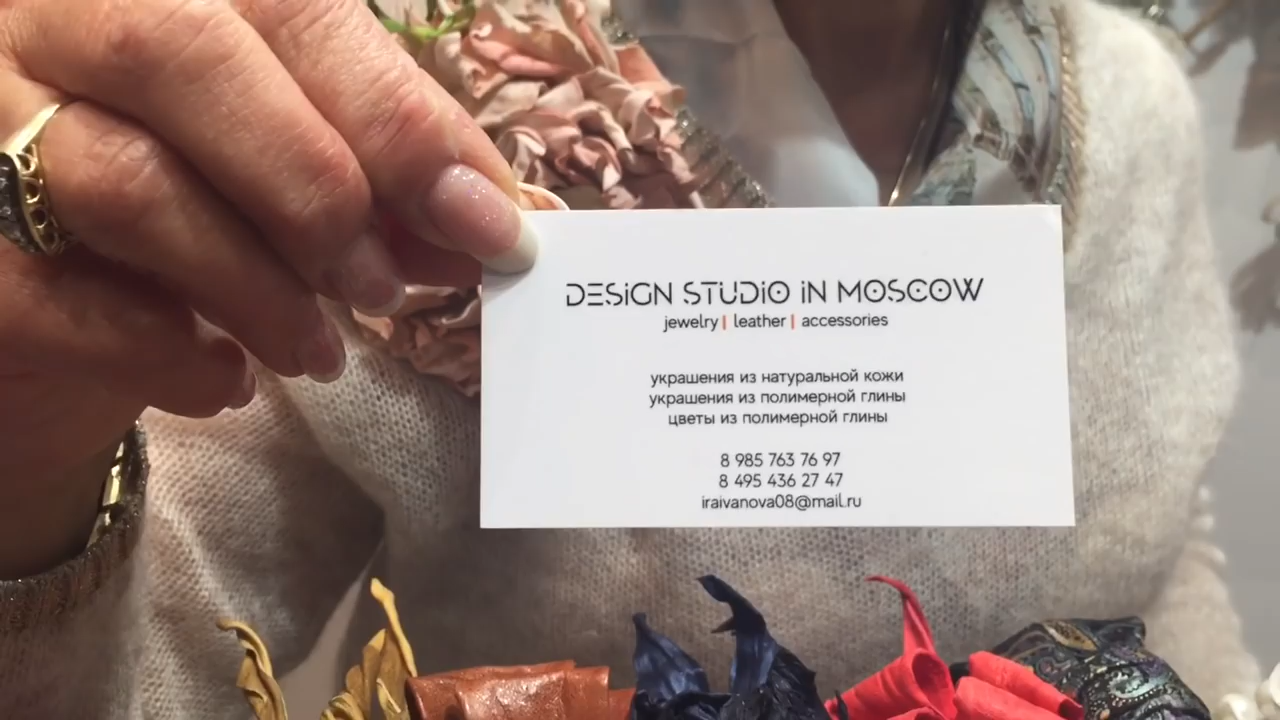 DESiGN STUDiO iN MOSCOW
jewelry | leather | accessories
украшения из натуральной кожи
украшения из полимерной глины
цветы из полимерной глины
8 985 763 76 97
8 495 436 27 47
iraivanova08@mail.ru